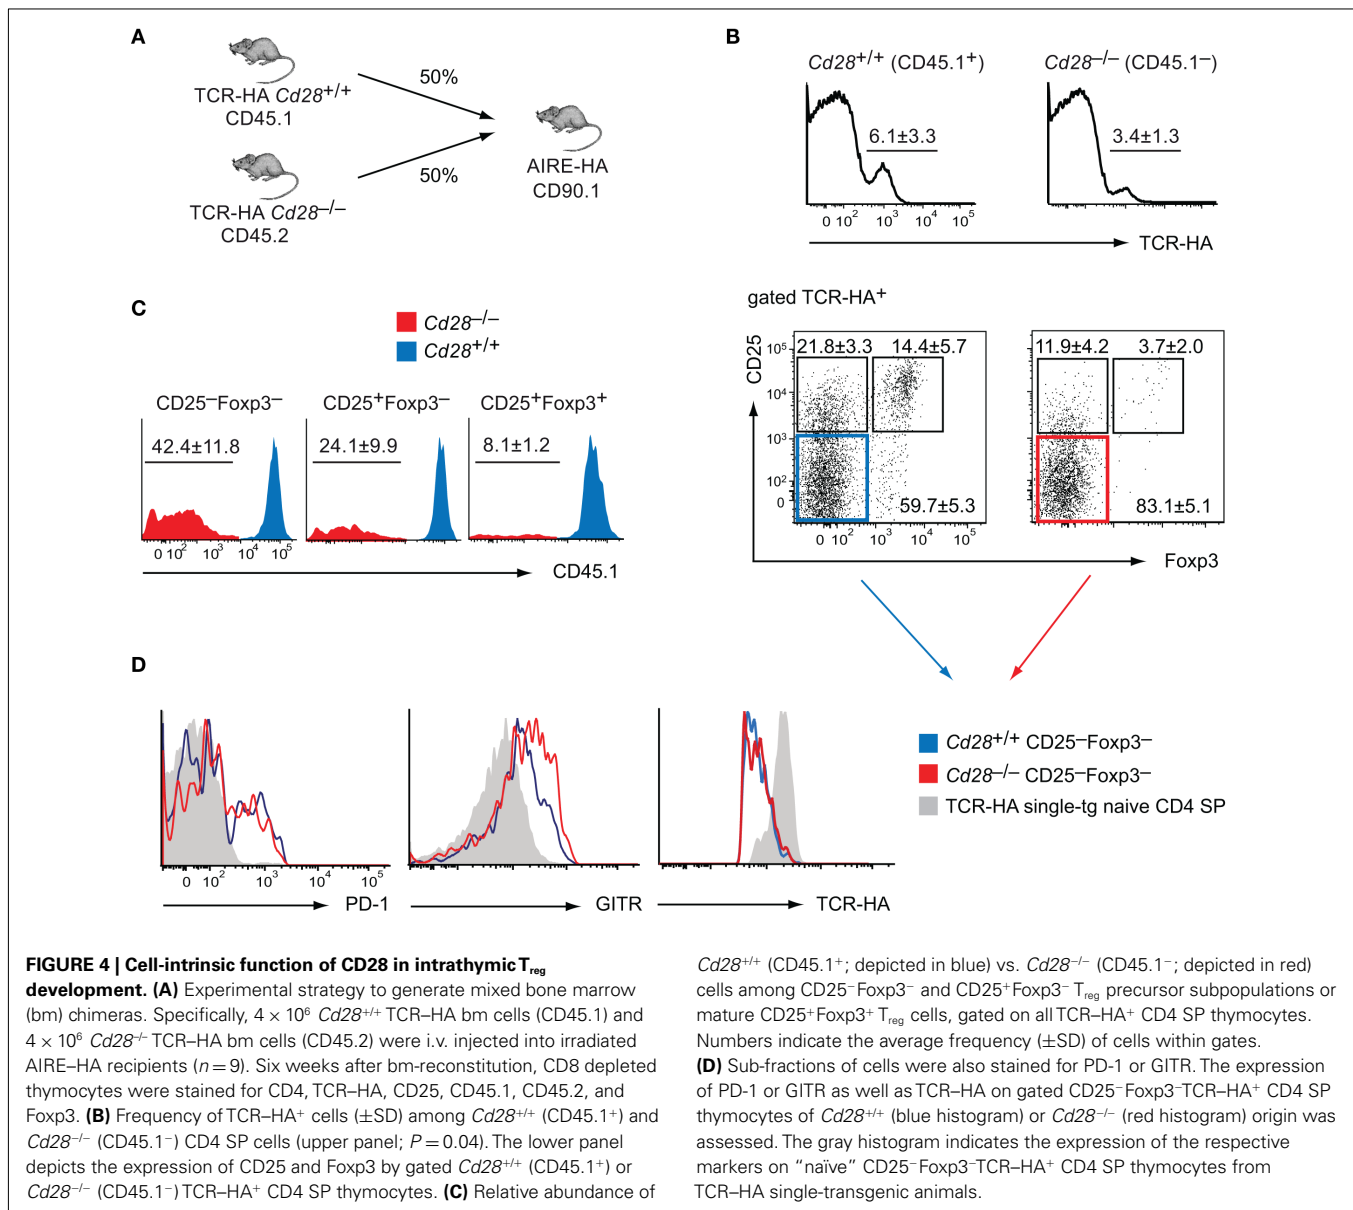 A
TCR-HA Cd28+/+
CD45.1
50%
TCR-HA Cd28–/–
CD45.2
50%
AIRE-HA
CD90.1
B
Cd28+/+ (CD45.1+)
Cd28–/– (CD45.1–)
6.1±3.3
3.4±1.3
0 10² 10³ 10⁴ 10⁵
0 10² 10³ 10⁴ 10⁵
TCR-HA
gated TCR-HA+
CD25
10⁵
10⁴
10³
10²
0
21.8±3.3
14.4±5.7
59.7±5.3
11.9±4.2
3.7±2.0
83.1±5.1
0 10² 10³ 10⁴ 10⁵
Foxp3
C
Cd28–/–
Cd28+/+
CD25–Foxp3–
CD25+Foxp3–
CD25+Foxp3+
42.4±11.8
24.1±9.9
8.1±1.2
0 10² 10³ 10⁴ 10⁵
CD45.1
D
0 10² 10³ 10⁴ 10⁵
PD-1
GITR
TCR-HA
Cd28+/+ CD25–Foxp3–
Cd28–/– CD25–Foxp3–
TCR-HA single-tg naive CD4 SP
FIGURE 4 | Cell-intrinsic function of CD28 in intrathymic Treg
development. (A) Experimental strategy to generate mixed bone marrow
(bm) chimeras. Specifically, 4 × 10⁶ Cd28+/+ TCR–HA bm cells (CD45.1) and
4 × 10⁶ Cd28–/– TCR–HA bm cells (CD45.2) were i.v. injected into irradiated
AIRE–HA recipients (n = 9). Six weeks after bm-reconstitution, CD8 depleted
thymocytes were stained for CD4, TCR–HA, CD25, CD45.1, CD45.2, and
Foxp3. (B) Frequency of TCR–HA+ cells (±SD) among Cd28+/+ (CD45.1+) and
Cd28–/– (CD45.1–) CD4 SP cells (upper panel; P = 0.04). The lower panel
depicts the expression of CD25 and Foxp3 by gated Cd28+/+ (CD45.1+) or
Cd28–/– (CD45.1–) TCR–HA+ CD4 SP thymocytes. (C) Relative abundance of
Cd28+/+ (CD45.1+; depicted in blue) vs. Cd28–/– (CD45.1–; depicted in red)
cells among CD25–Foxp3– and CD25+Foxp3– Treg precursor subpopulations or
mature CD25+Foxp3+ Treg cells, gated on all TCR–HA+ CD4 SP thymocytes.
Numbers indicate the average frequency (±SD) of cells within gates.
(D) Sub-fractions of cells were also stained for PD-1 or GITR. The expression
of PD-1 or GITR as well as TCR–HA on gated CD25–Foxp3–TCR–HA+ CD4 SP
thymocytes of Cd28+/+ (blue histogram) or Cd28–/– (red histogram) origin was
assessed. The gray histogram indicates the expression of the respective
markers on “naïve” CD25–Foxp3–TCR–HA+ CD4 SP thymocytes from
TCR–HA single-transgenic animals.